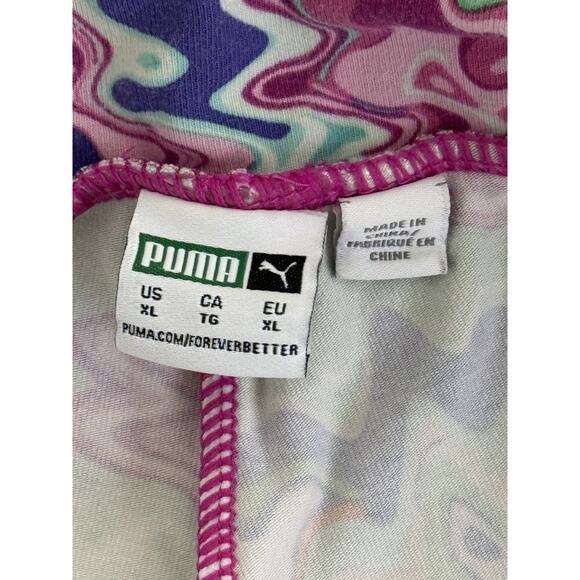 PUMA
US CA EU
XL TG XL
PUMA.COM/FOREVERBETTER
MADE IN
CHINA/
FABRIQUÉ EN
CHINE